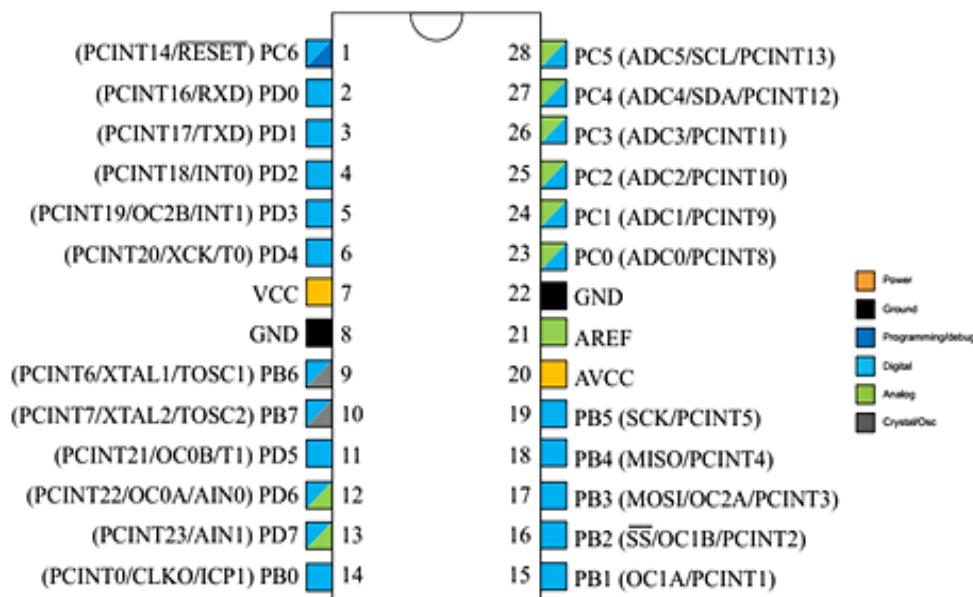 (PCINT14/RESET) PC6 1
(PCINT16/RXD) PD0 2
(PCINT17/TXD) PD1 3
(PCINT18/INT0) PD2 4
(PCINT19/OC2B/INT1) PD3 5
(PCINT20/XCK/T0) PD4 6
VCC 7
GND 8
(PCINT6/XTAL1/TOSC1) PB6 9
(PCINT7/XTAL2/TOSC2) PB7 10
(PCINT21/OC0B/T1) PD5 11
(PCINT22/OC0A/AIN0) PD6 12
(PCINT23/AIN1) PD7 13
(PCINT0/CLKO/ICP1) PB0 14
28 PC5 (ADC5/SCL/PCINT13)
27 PC4 (ADC4/SDA/PCINT12)
26 PC3 (ADC3/PCINT11)
25 PC2 (ADC2/PCINT10)
24 PC1 (ADC1/PCINT9)
23 PC0 (ADC0/PCINT8)
22 GND
21 AREF
20 AVCC
19 PB5 (SCK/PCINT5)
18 PB4 (MISO/PCINT4)
17 PB3 (MOSI/OC2A/PCINT3)
16 PB2 (SS/OC1B/PCINT2)
15 PB1 (OC1A/PCINT1)
Power
Ground
Programming/debug
Digital
Analog
Crystal/Osc